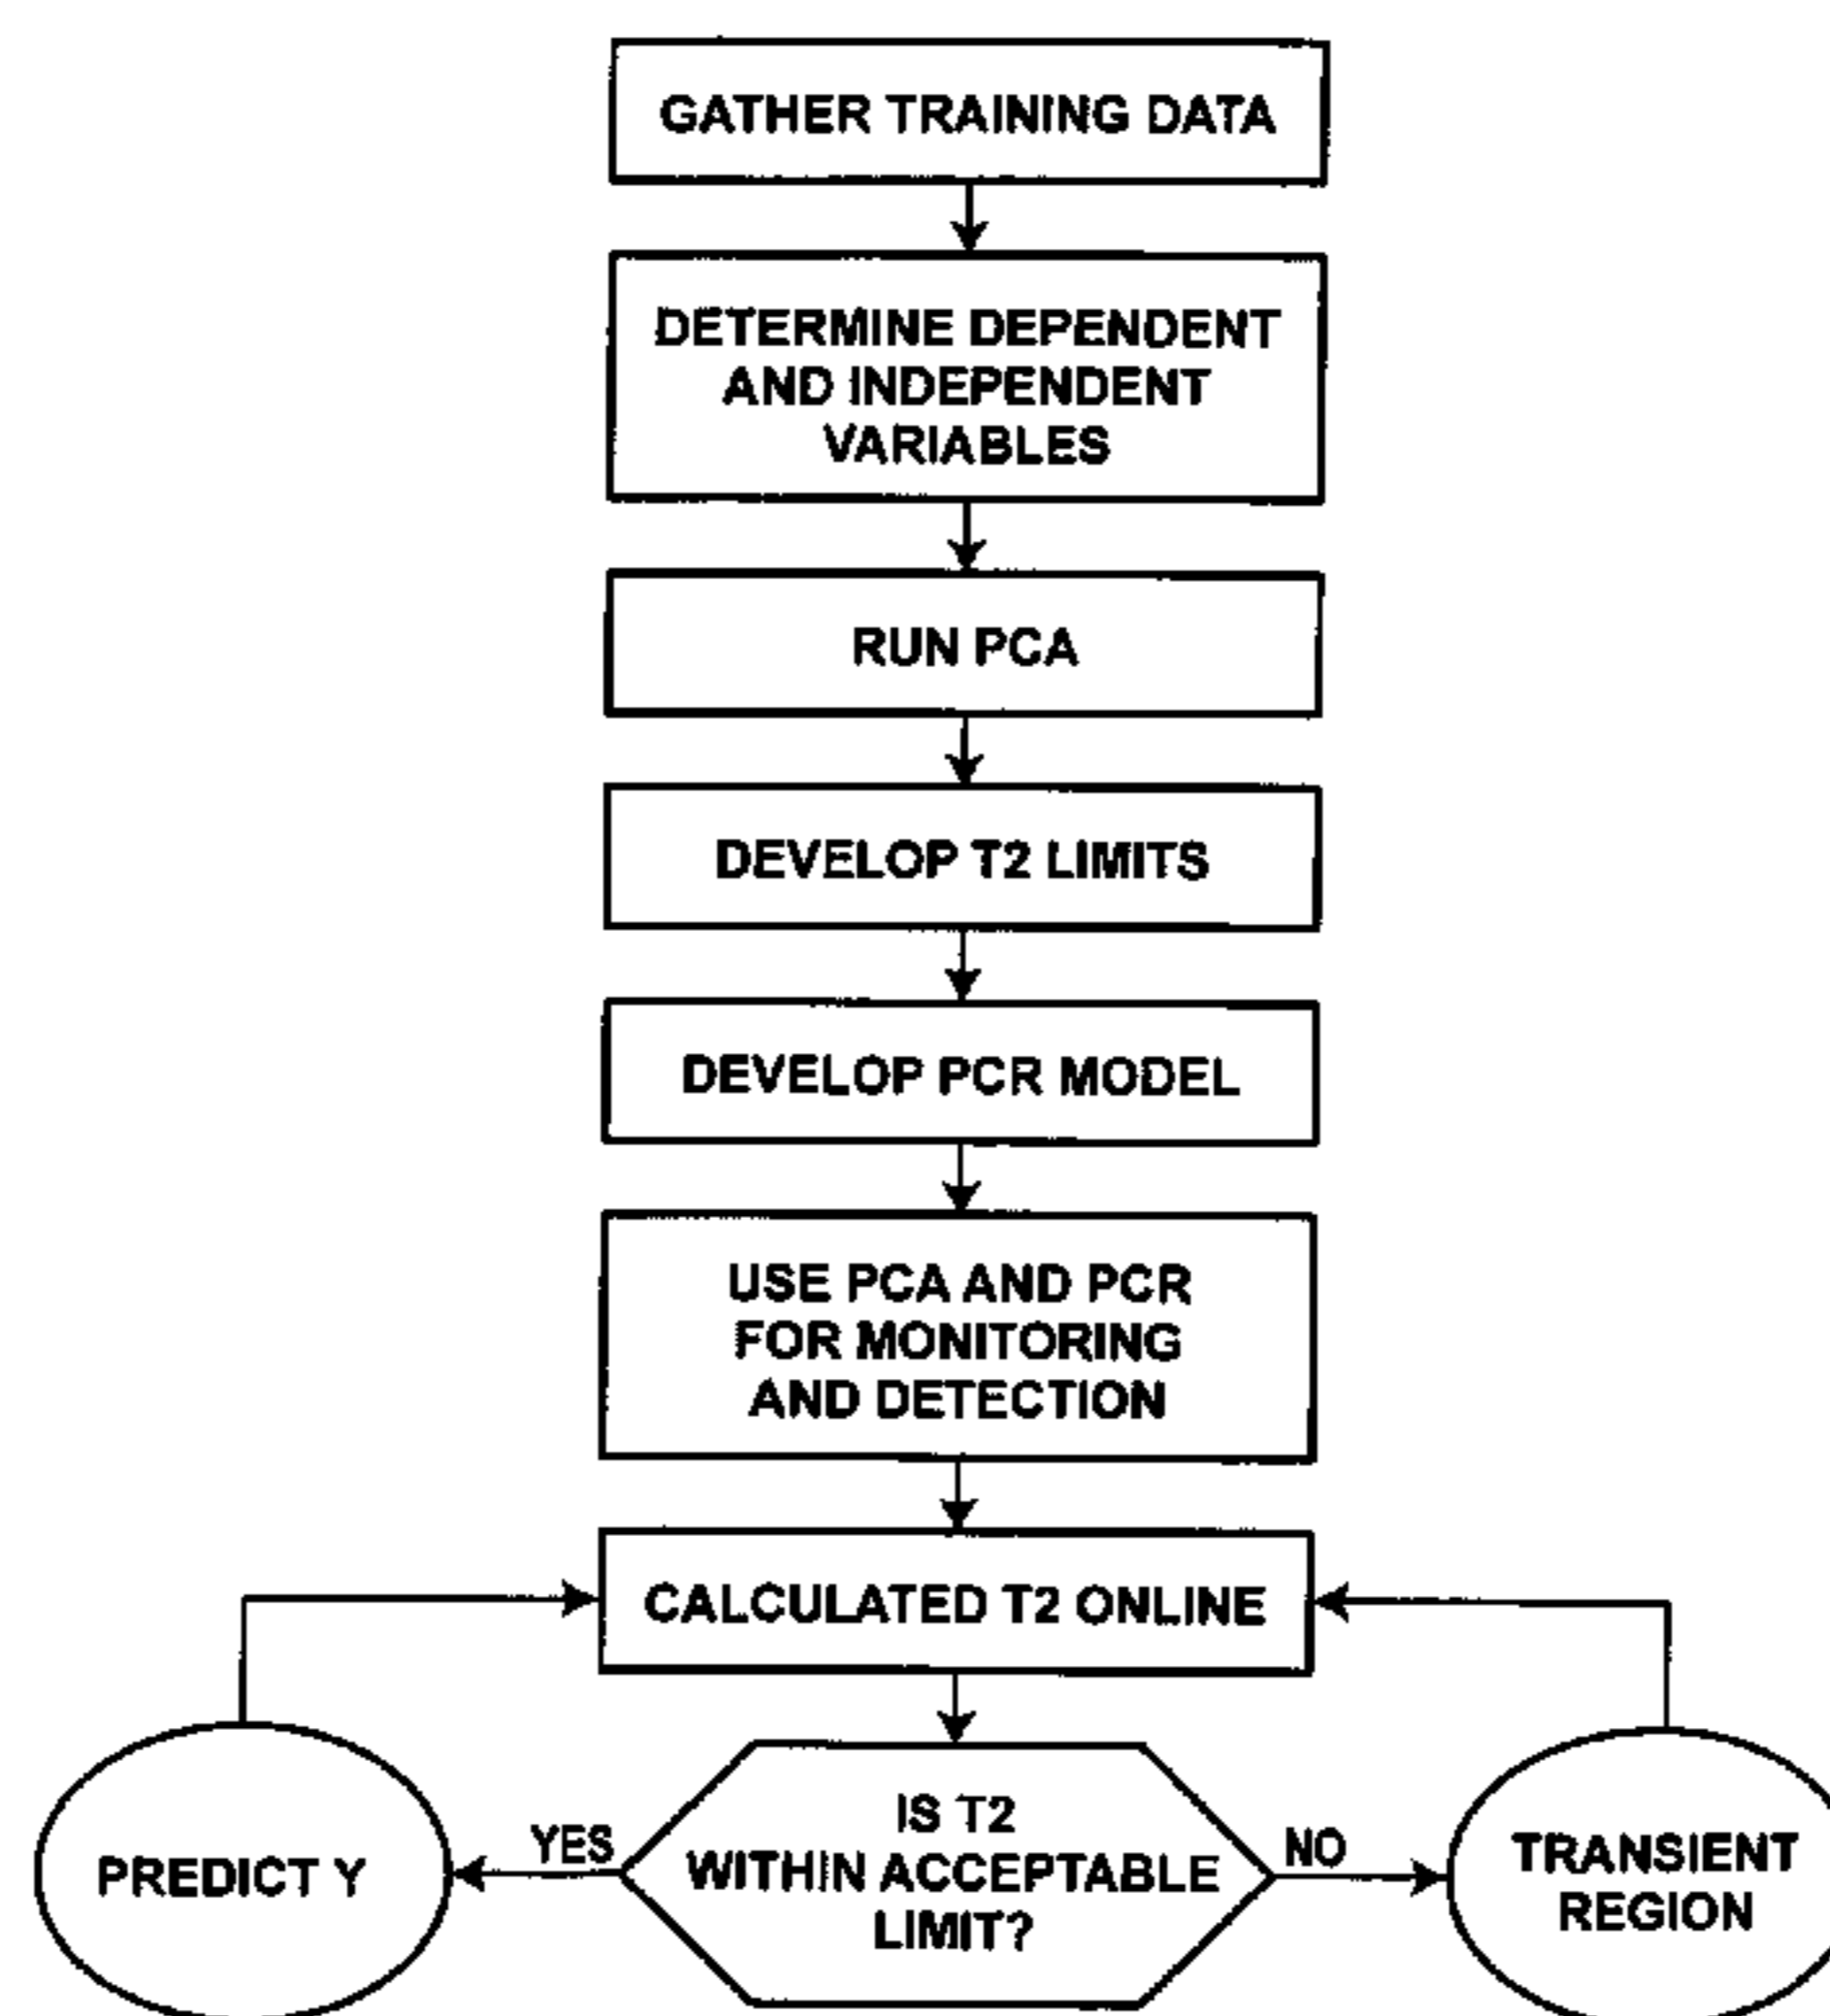 GATHER TRAINING DATA
DETERMINE DEPENDENT
AND INDEPENDENT
VARIABLES
RUN PCA
DEVELOP T2 LIMITS
DEVELOP PCR MODEL
USE PCA AND PCR
FOR MONITORING
AND DETECTION
CALCULATED T2 ONLINE
IS T2
WITHIN ACCEPTABLE
LIMIT?
YES
PREDICT Y
NO
TRANSIENT
REGION